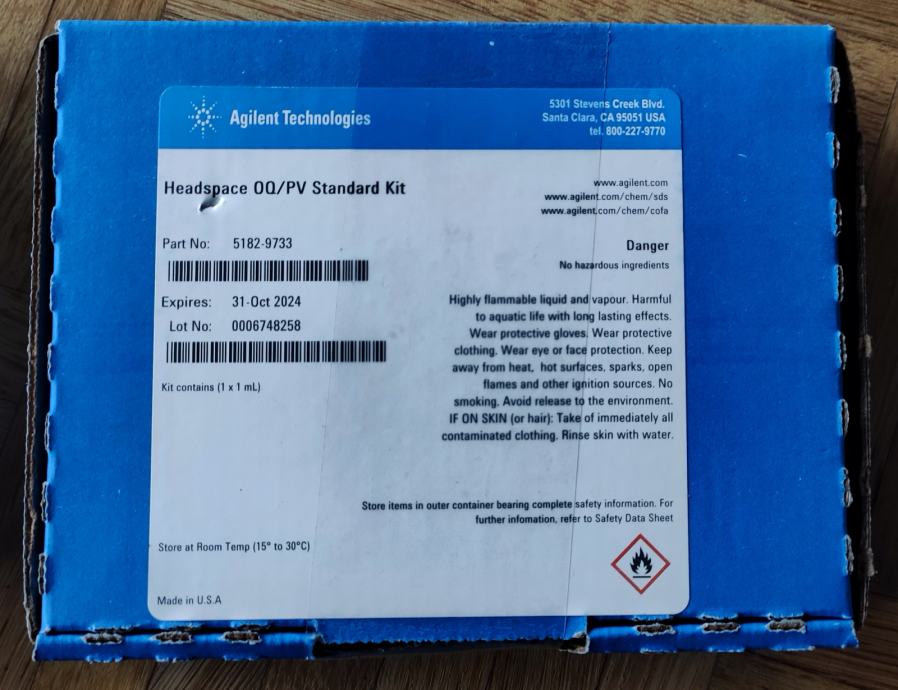 Agilent Technologies
5301 Stevens Creek Blvd.
Santa Clara, CA 95051 USA
tel. 800-227-9770
Headspace OQ/PV Standard Kit
www.agilent.com
www.agilent.com/chem/sds
www.agilent.com/chem/cofa
Part No: 5182-9733
Danger
No hazardous ingredients
Expires: 31-Oct 2024
Lot No: 0006748258
Kit contains (1 x 1 mL)
Highly flammable liquid and vapour. Harmful
to aquatic life with long lasting effects.
Wear protective gloves. Wear protective
clothing. Wear eye or face protection. Keep
away from heat, hot surfaces, sparks, open
flames and other ignition sources. No
smoking. Avoid release to the environment.
IF ON SKIN (or hair): Take of immediately all
contaminated clothing. Rinse skin with water.
Store items in outer container bearing complete safety information. For
further infomation, refer to Safety Data Sheet
Store at Room Temp (15° to 30°C)
Made in U.S.A